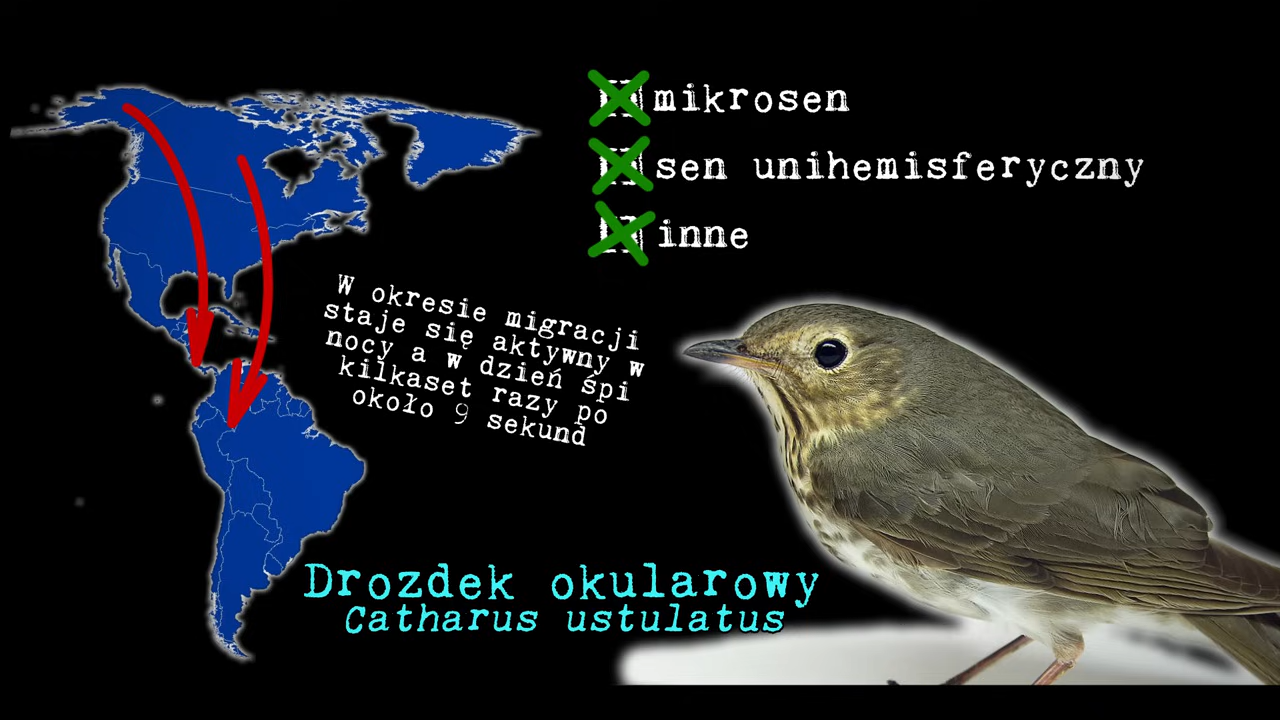 mikrosen
sen unihemisferyczny
inne
W okresie migracji
staje się aktywny w
nocy a w dzień śpi
kilkaset razy po
około 9 sekund
Drozdek okularowy
Catharus ustulatus